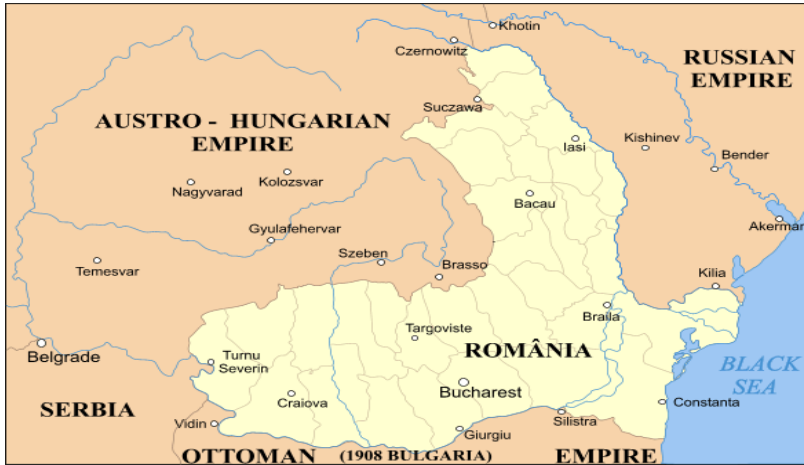 Khotin
Czernowitz
RUSSIAN
EMPIRE
Suczawa
AUSTRO - HUNGARIAN
EMPIRE
Iasi
Kishinev
Bender
Kolozsvar
Nagyvarad
Bacau
Akerman
Gyulafehervar
Szeben
Temesvar
Brasso
Kilia
Braila
Targoviste
Belgrade
Turnu
Severin
ROMÂNIA
BLACK
SEA
Bucharest
Craiova
Constanta
SERBIA
Silistra
Vidin
Giurgiu
OTTOMAN (1908 BULGARIA) EMPIRE